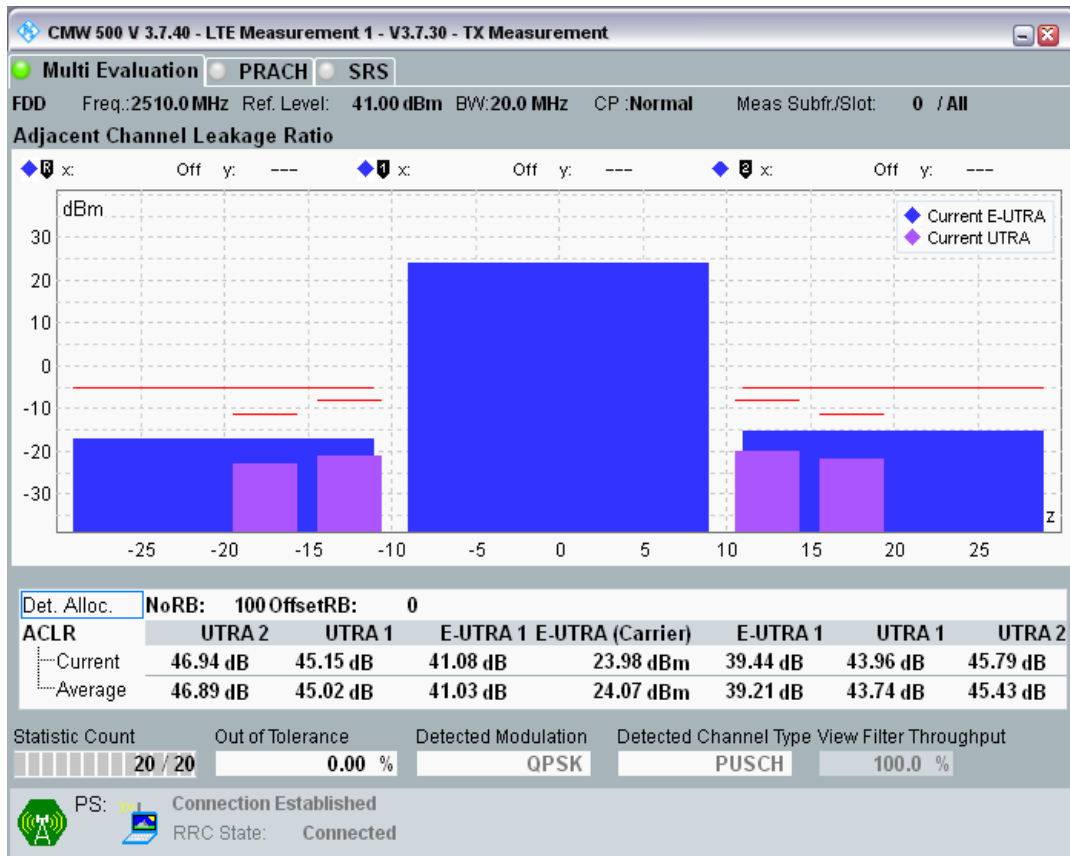 CMW 500 V 3.7.40 - LTE Measurement 1 - V3.7.30 - TX Measurement
Multi Evaluation PRACH SRS
FDD Freq.:2510.0 MHz Ref. Level: 41.00 dBm BW:20.0 MHz CP :Normal Meas Subfr./Slot: 0 / All
Adjacent Channel Leakage Ratio
R x: Off y: --- 1 x: Off y: --- 2 x: Off y: ---
dBm
Current E-UTRA
Current UTRA
30
20
10
0
-10
-20
-30
z
-25 -20 -15 -10 -5 0 5 10 15 20 25
Det. Alloc. NoRB: 100 OffsetRB: 0
ACLR UTRA 2 UTRA 1 E-UTRA 1 E-UTRA (Carrier) E-UTRA 1 UTRA 1 UTRA 2
Current 46.94 dB 45.15 dB 41.08 dB 23.98 dBm 39.44 dB 43.96 dB 45.79 dB
Average 46.89 dB 45.02 dB 41.03 dB 24.07 dBm 39.21 dB 43.74 dB 45.43 dB
Statistic Count Out of Tolerance Detected Modulation Detected Channel Type View Filter Throughput
20 / 20 0.00 % QPSK PUSCH 100.0 %
PS: Connection Established
RRC State: Connected